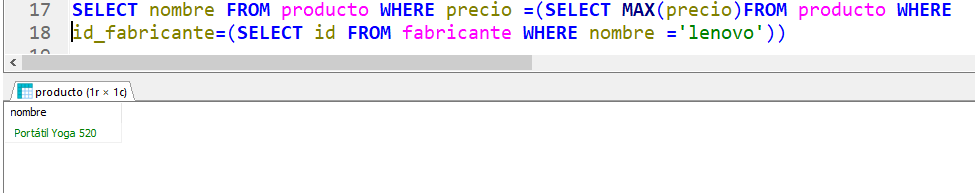 17 SELECT nombre FROM producto WHERE precio =(SELECT MAX(precio)FROM producto WHERE
18 id_fabricante=(SELECT id FROM fabricante WHERE nombre ='lenovo'))
producto (1r × 1c)
nombre
Portátil Yoga 520